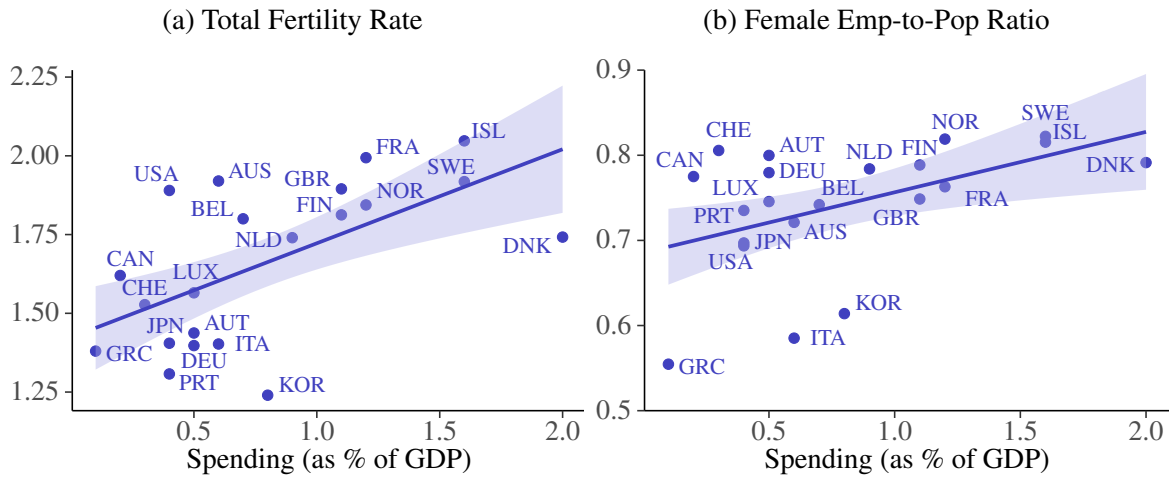 (a) Total Fertility Rate
2.25
2.00
1.75
1.50
1.25
ISL
FRA
SWE
USA
AUS
GBR
NOR
BEL
FIN
NLD
DNK
CAN
LUX
CHE
JPN
AUT
GRC
ITA
DEU
PRT
KOR
0.5 1.0 1.5 2.0
Spending (as % of GDP)
(b) Female Emp-to-Pop Ratio
0.9
0.8
0.7
0.6
0.5
SWE
NOR
ISL
CHE
AUT
FIN
CAN
DEU
NLD
DNK
LUX
BEL
FRA
PRT
GBR
AUS
JPN
USA
KOR
ITA
GRC
0.5 1.0 1.5 2.0
Spending (as % of GDP)